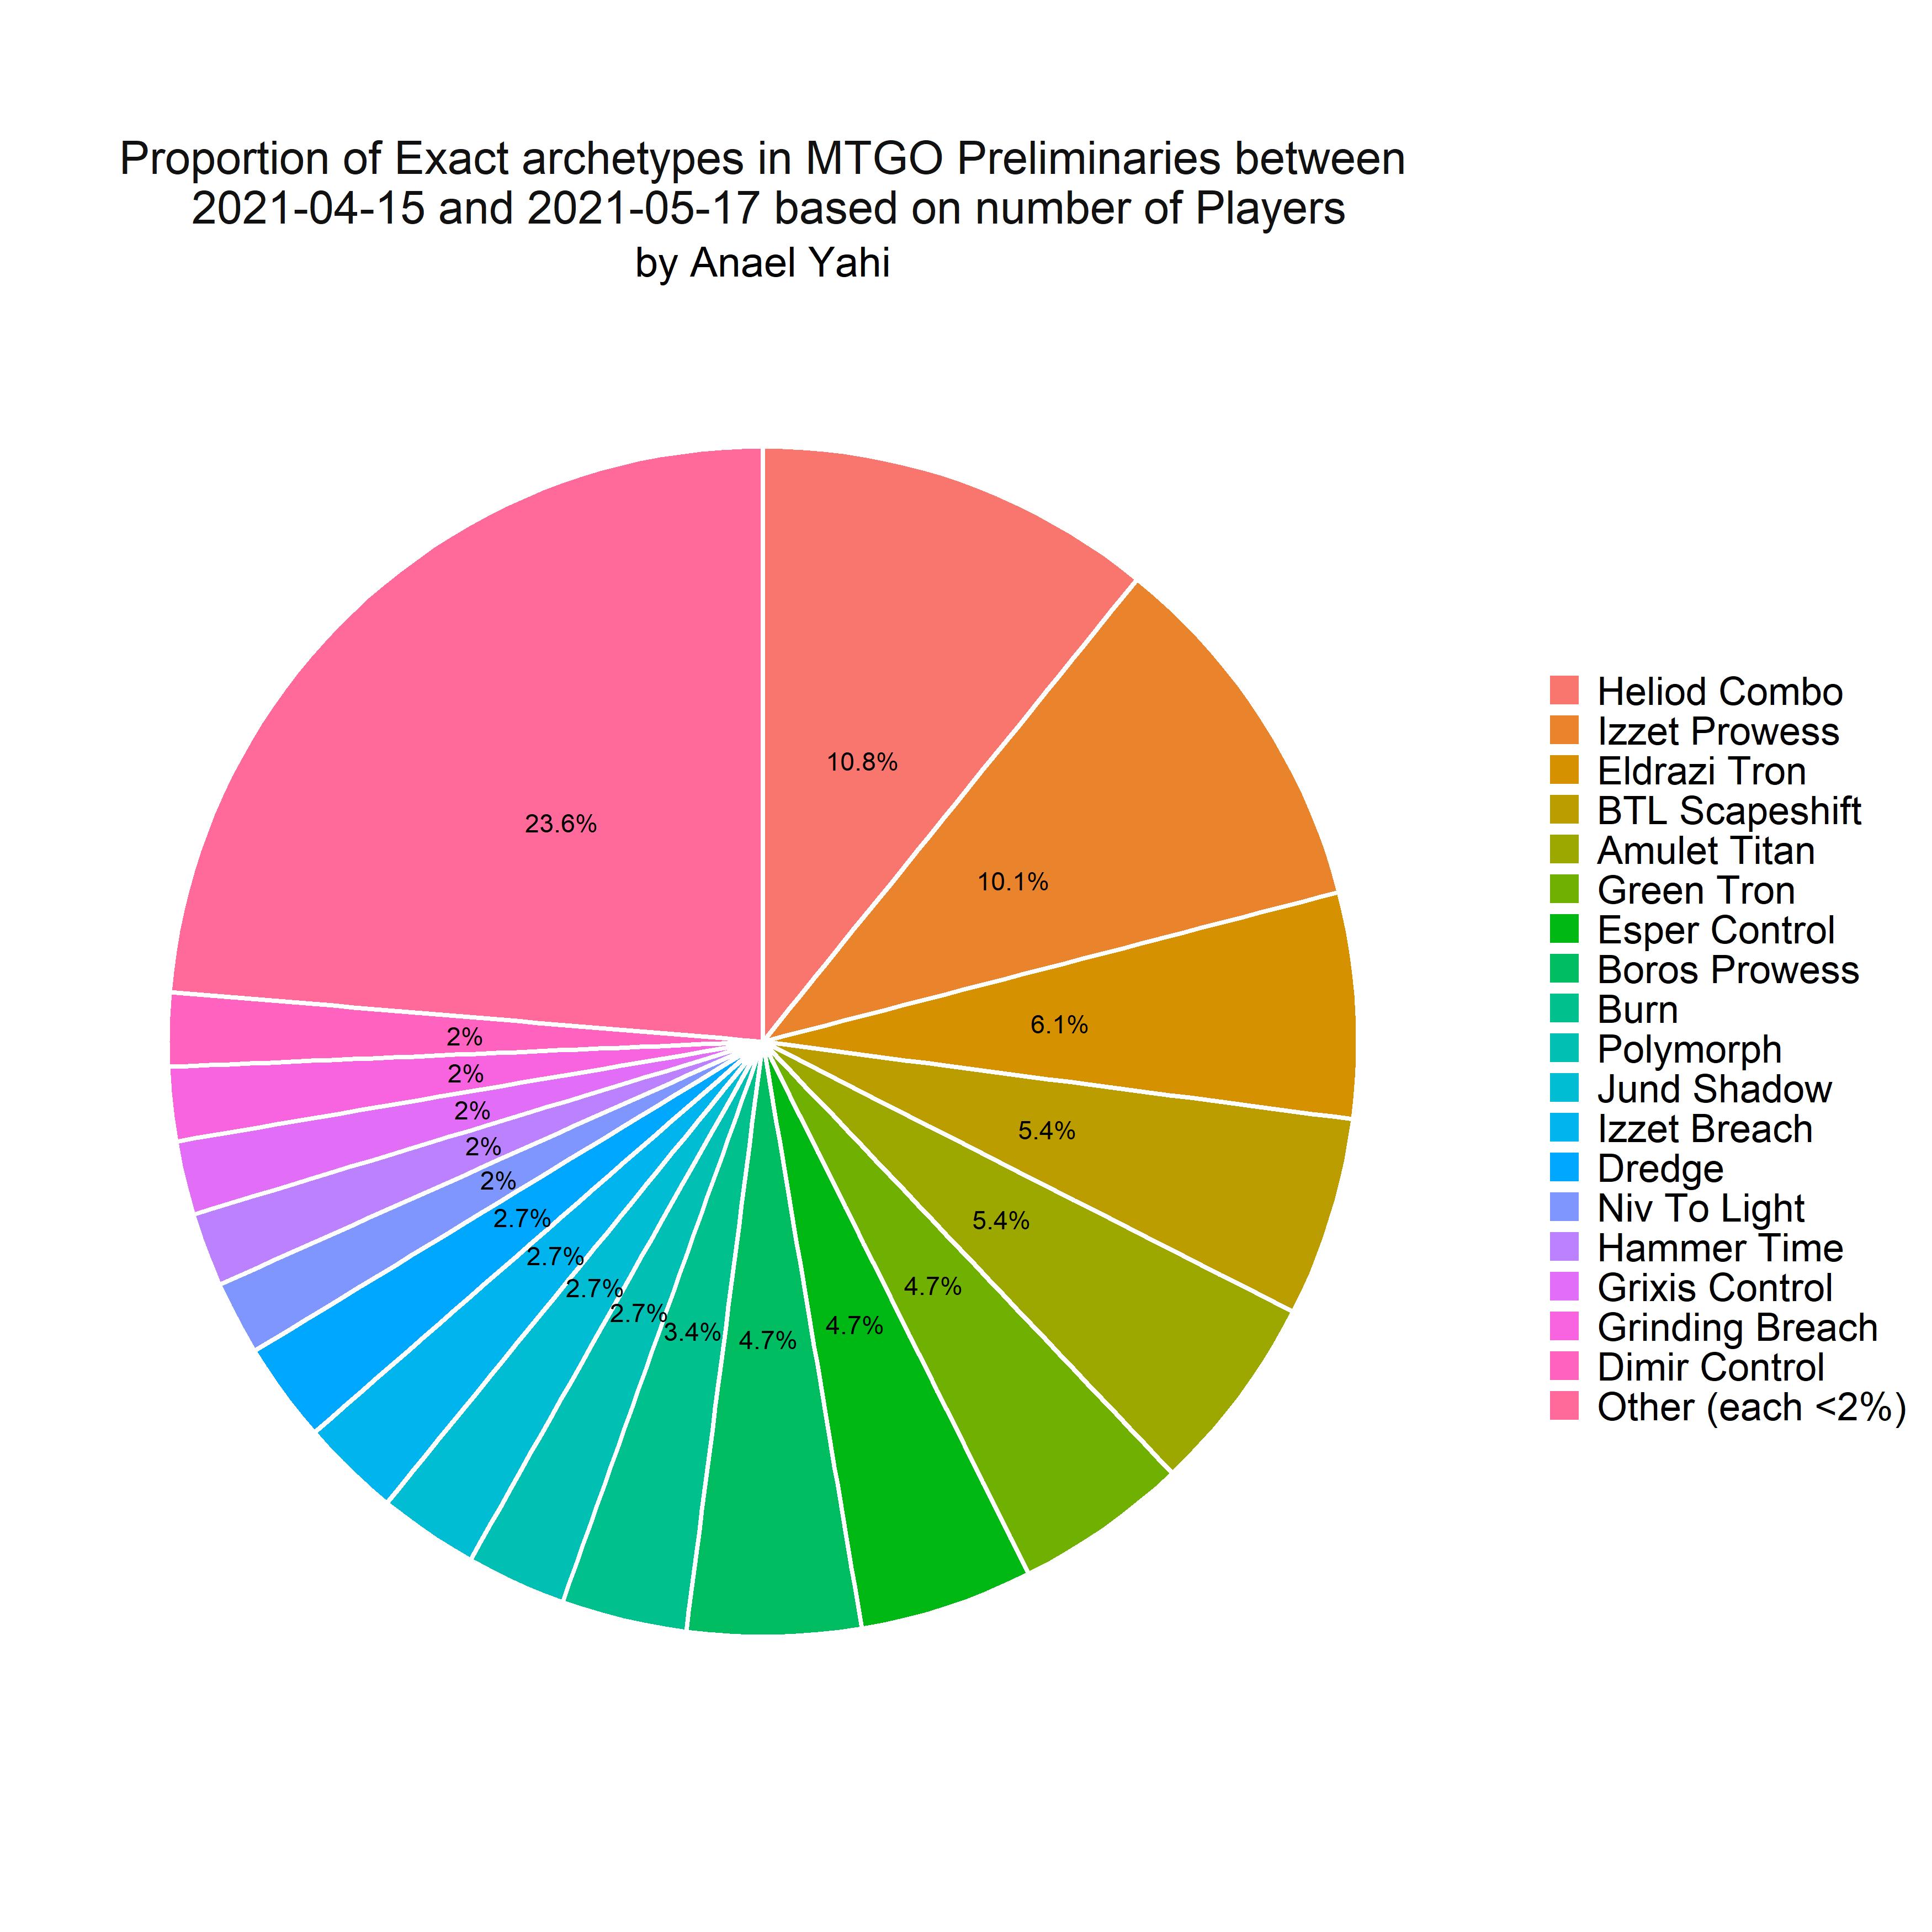 Proportion of Exact archetypes in MTGO Preliminaries between
2021-04-15 and 2021-05-17 based on number of Players
by Anael Yahi
10.8%
10.1%
6.1%
5.4%
5.4%
4.7%
4.7%
4.7%
3.4%
2.7%
2.7%
2.7%
2.7%
2%
2%
2%
2%
2%
23.6%
Heliod Combo
Izzet Prowess
Eldrazi Tron
BTL Scapeshift
Amulet Titan
Green Tron
Esper Control
Boros Prowess
Burn
Polymorph
Jund Shadow
Izzet Breach
Dredge
Niv To Light
Hammer Time
Grixis Control
Grinding Breach
Dimir Control
Other (each <2%)